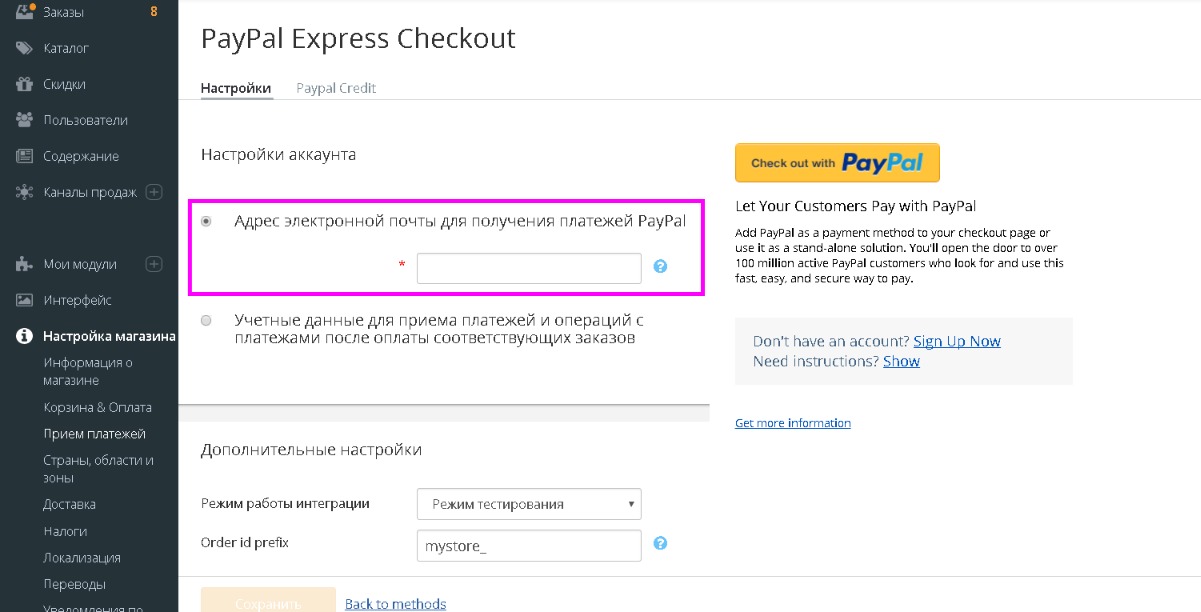 Заказы 8
Каталог
Скидки
Пользователи
Содержание
Каналы продаж
Мои модули
Интерфейс
Настройка магазина
Информация о
магазине
Корзина & Оплата
Прием платежей
Страны, области и
зоны
Доставка
Налоги
Локализация
Переводы
Уведомления по
PayPal Express Checkout
Настройки Paypal Credit
Настройки аккаунта
Адрес электронной почты для получения платежей PayPal
* ?
Учетные данные для приема платежей и операций с
платежами после оплаты соответствующих заказов
Дополнительные настройки
Режим работы интеграции Режим тестирования
Order id prefix mystore_ ?
Сохранить Back to methods
Check out with PayPal
Let Your Customers Pay with PayPal
Add PayPal as a payment method to your checkout page or
use it as a stand-alone solution. You'll open the door to over
100 million active PayPal customers who look for and use this
fast, easy, and secure way to pay.
Don't have an account? Sign Up Now
Need instructions? Show
Get more information